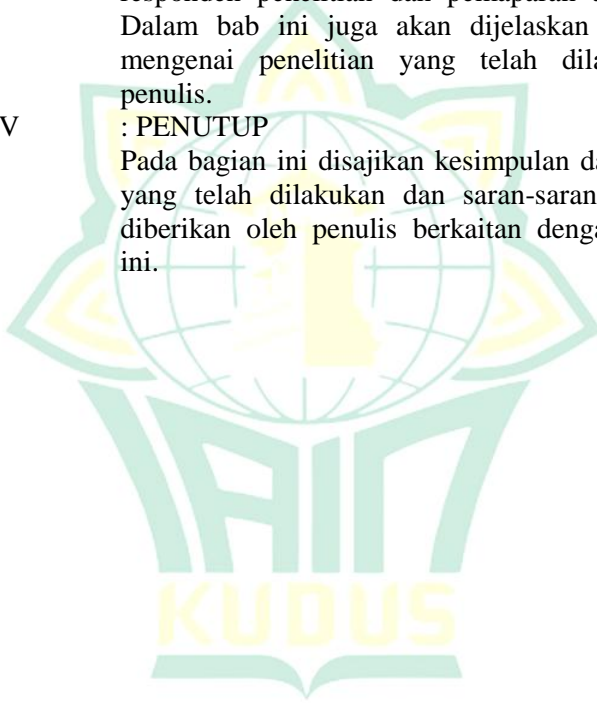 responden penelitian dan pemaparan
Dalam bab ini juga akan dijelaskan
mengenai penelitian yang telah dila
penulis.
V : PENUTUP
Pada bagian ini disajikan kesimpulan da
yang telah dilakukan dan saran-saran
diberikan oleh penulis berkaitan denga
ini.
IAIN
KUDUS